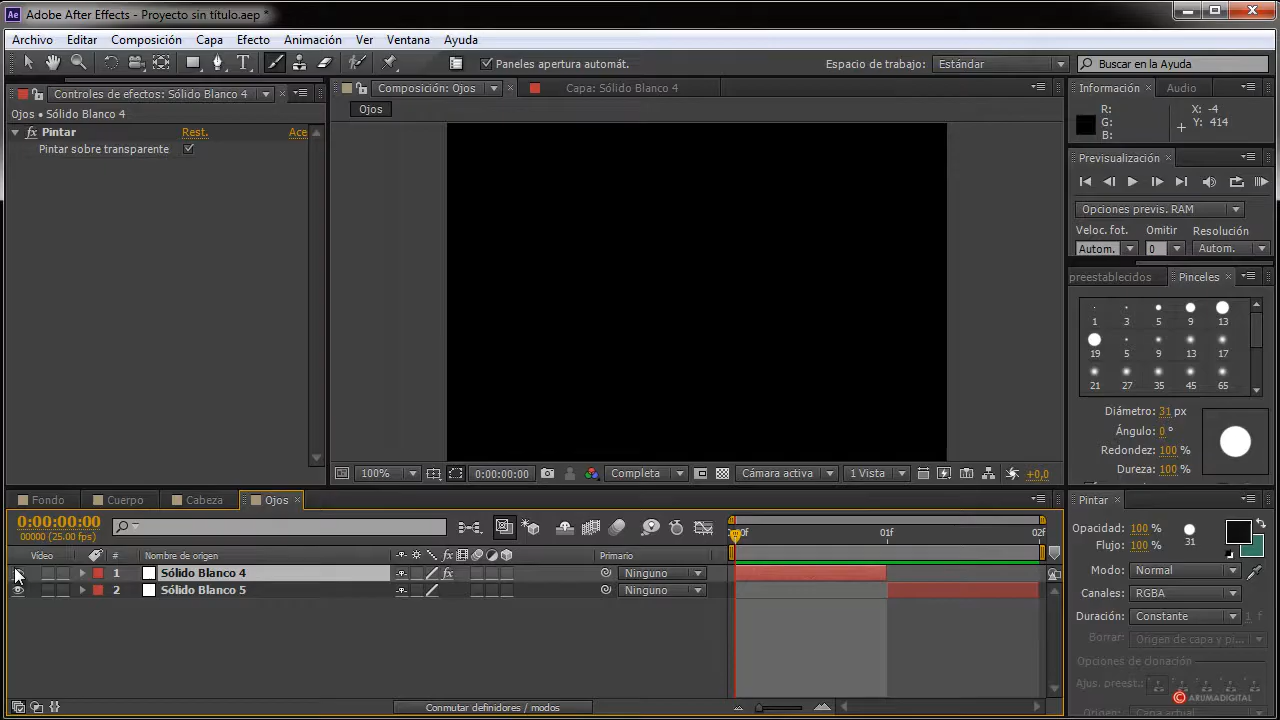 Ae Adobe After Effects - Proyecto sin título.aep *
Archivo Editar Composición Capa Efecto Animación Ver Ventana Ayuda
Paneles apertura automát. Espacio de trabajo: Estándar Buscar en la Ayuda
Controles de efectos: Sólido Blanco 4
Ojos • Sólido Blanco 4
fx Pintar Rest. Ace
Pintar sobre transparente
Composición: Ojos Capa: Sólido Blanco 4
Ojos
100% 0:00:00:00 Completa Cámara activa 1 Vista +0,0
Información Audio
R: X: -4
G: Y: 414
B:
Previsualización
Opciones previs. RAM
Veloc. fot. Omitir Resolución
Autom. 0 Autom.
preestablecidos Pinceles
1 3 5 9 13
19 5 9 13 17
21 27 35 45 65
Diámetro: 31 px
Ángulo: 0 °
Redondez: 100 %
Dureza: 100 %
Fondo Cuerpo Cabeza Ojos
0:00:00:00
00000 (25.00 fps)
Vídeo # Nombre de origen fx Primario
1 Sólido Blanco 4 fx Ninguno
2 Sólido Blanco 5 Ninguno
:00f 01f 02f
Conmutar definidores / modos
Pintar
Opacidad: 100 %
Flujo: 100 % 31
Modo: Normal
Canales: RGBA
Duración: Constante 1 f
Borrar: Origen de capa y pi...
Opciones de clonación
Ajus. preest.:
© ARUMADIGITAL
Origen: Capa actual